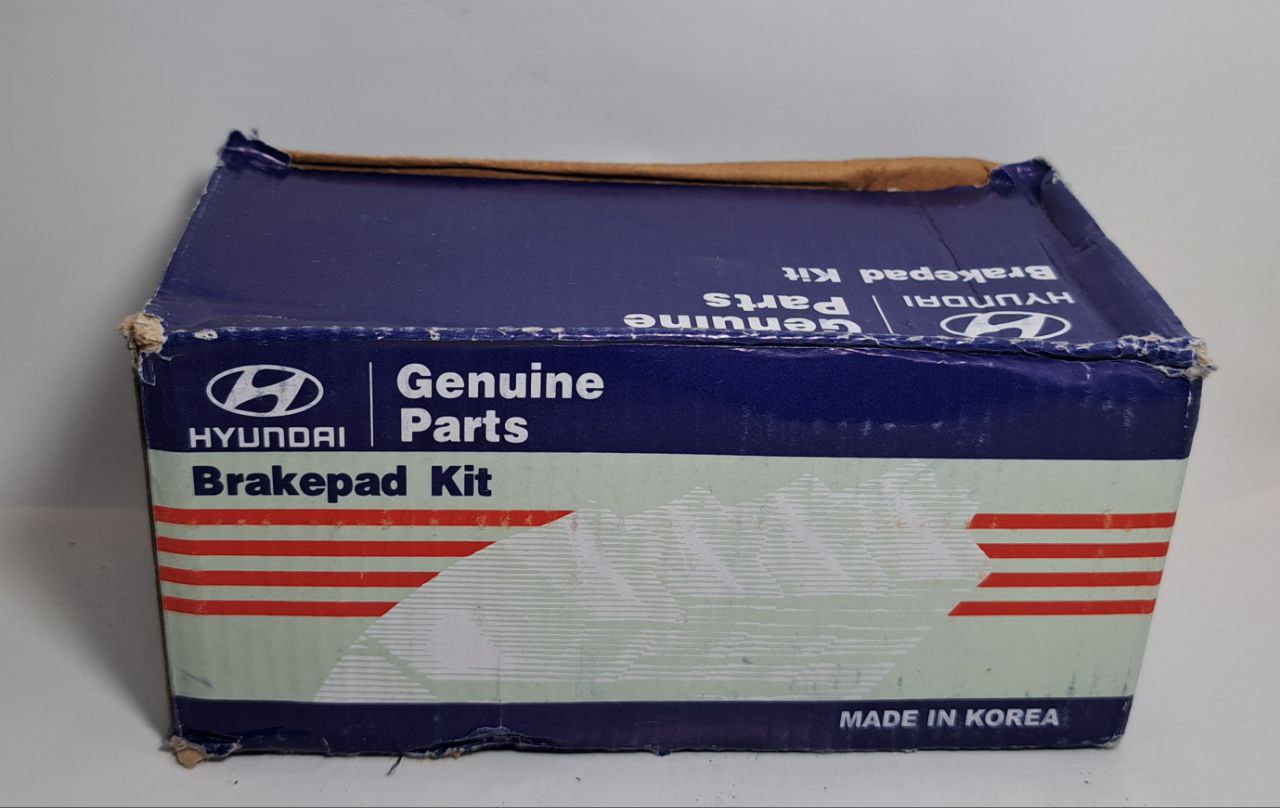 Brakepad Kit
HYUNDAI
Genuine
Parts
HYUNDAI
Genuine
Parts
Brakepad Kit
MADE IN KOREA